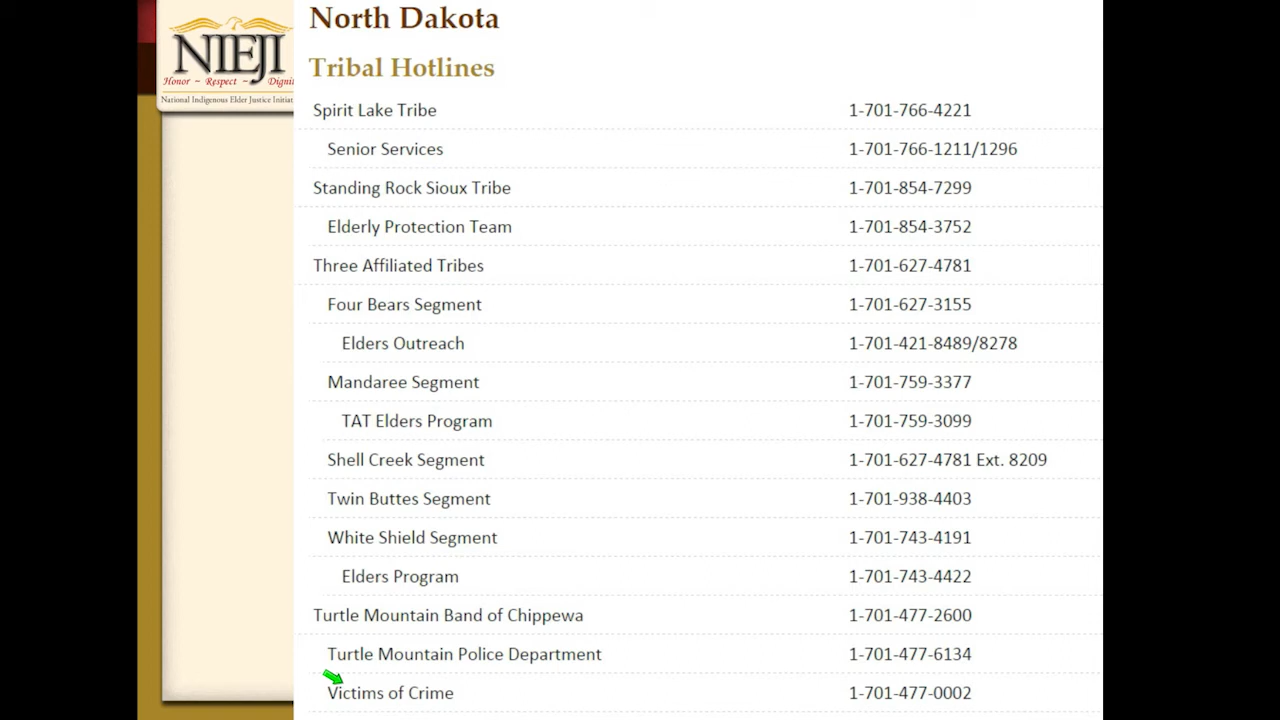 NIEJI
Honor ~ Respect ~ Dignit
National Indigenous Elder Justice Initiati
North Dakota
Tribal Hotlines
Spirit Lake Tribe 1-701-766-4221
Senior Services 1-701-766-1211/1296
Standing Rock Sioux Tribe 1-701-854-7299
Elderly Protection Team 1-701-854-3752
Three Affiliated Tribes 1-701-627-4781
Four Bears Segment 1-701-627-3155
Elders Outreach 1-701-421-8489/8278
Mandaree Segment 1-701-759-3377
TAT Elders Program 1-701-759-3099
Shell Creek Segment 1-701-627-4781 Ext. 8209
Twin Buttes Segment 1-701-938-4403
White Shield Segment 1-701-743-4191
Elders Program 1-701-743-4422
Turtle Mountain Band of Chippewa 1-701-477-2600
Turtle Mountain Police Department 1-701-477-6134
Victims of Crime 1-701-477-0002